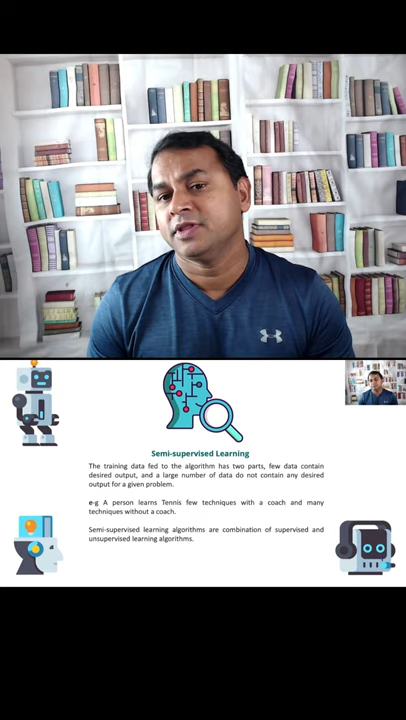 Semi-supervised Learning
The training data fed to the algorithm has two parts, few data contain
desired output, and a large number of data do not contain any desired
output for a given problem.
e-g A person learns Tennis few techniques with a coach and many
techniques without a coach.
Semi-supervised learning algorithms are combination of supervised and
unsupervised learning algorithms.